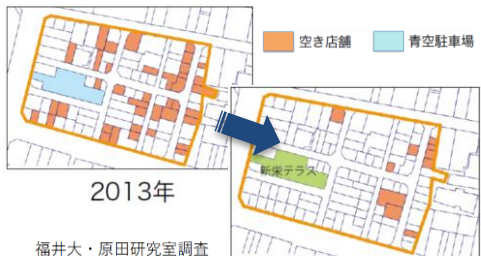 空き店舗
青空駐車場
新栄テラス
2013年
福井大・原田研究室調査